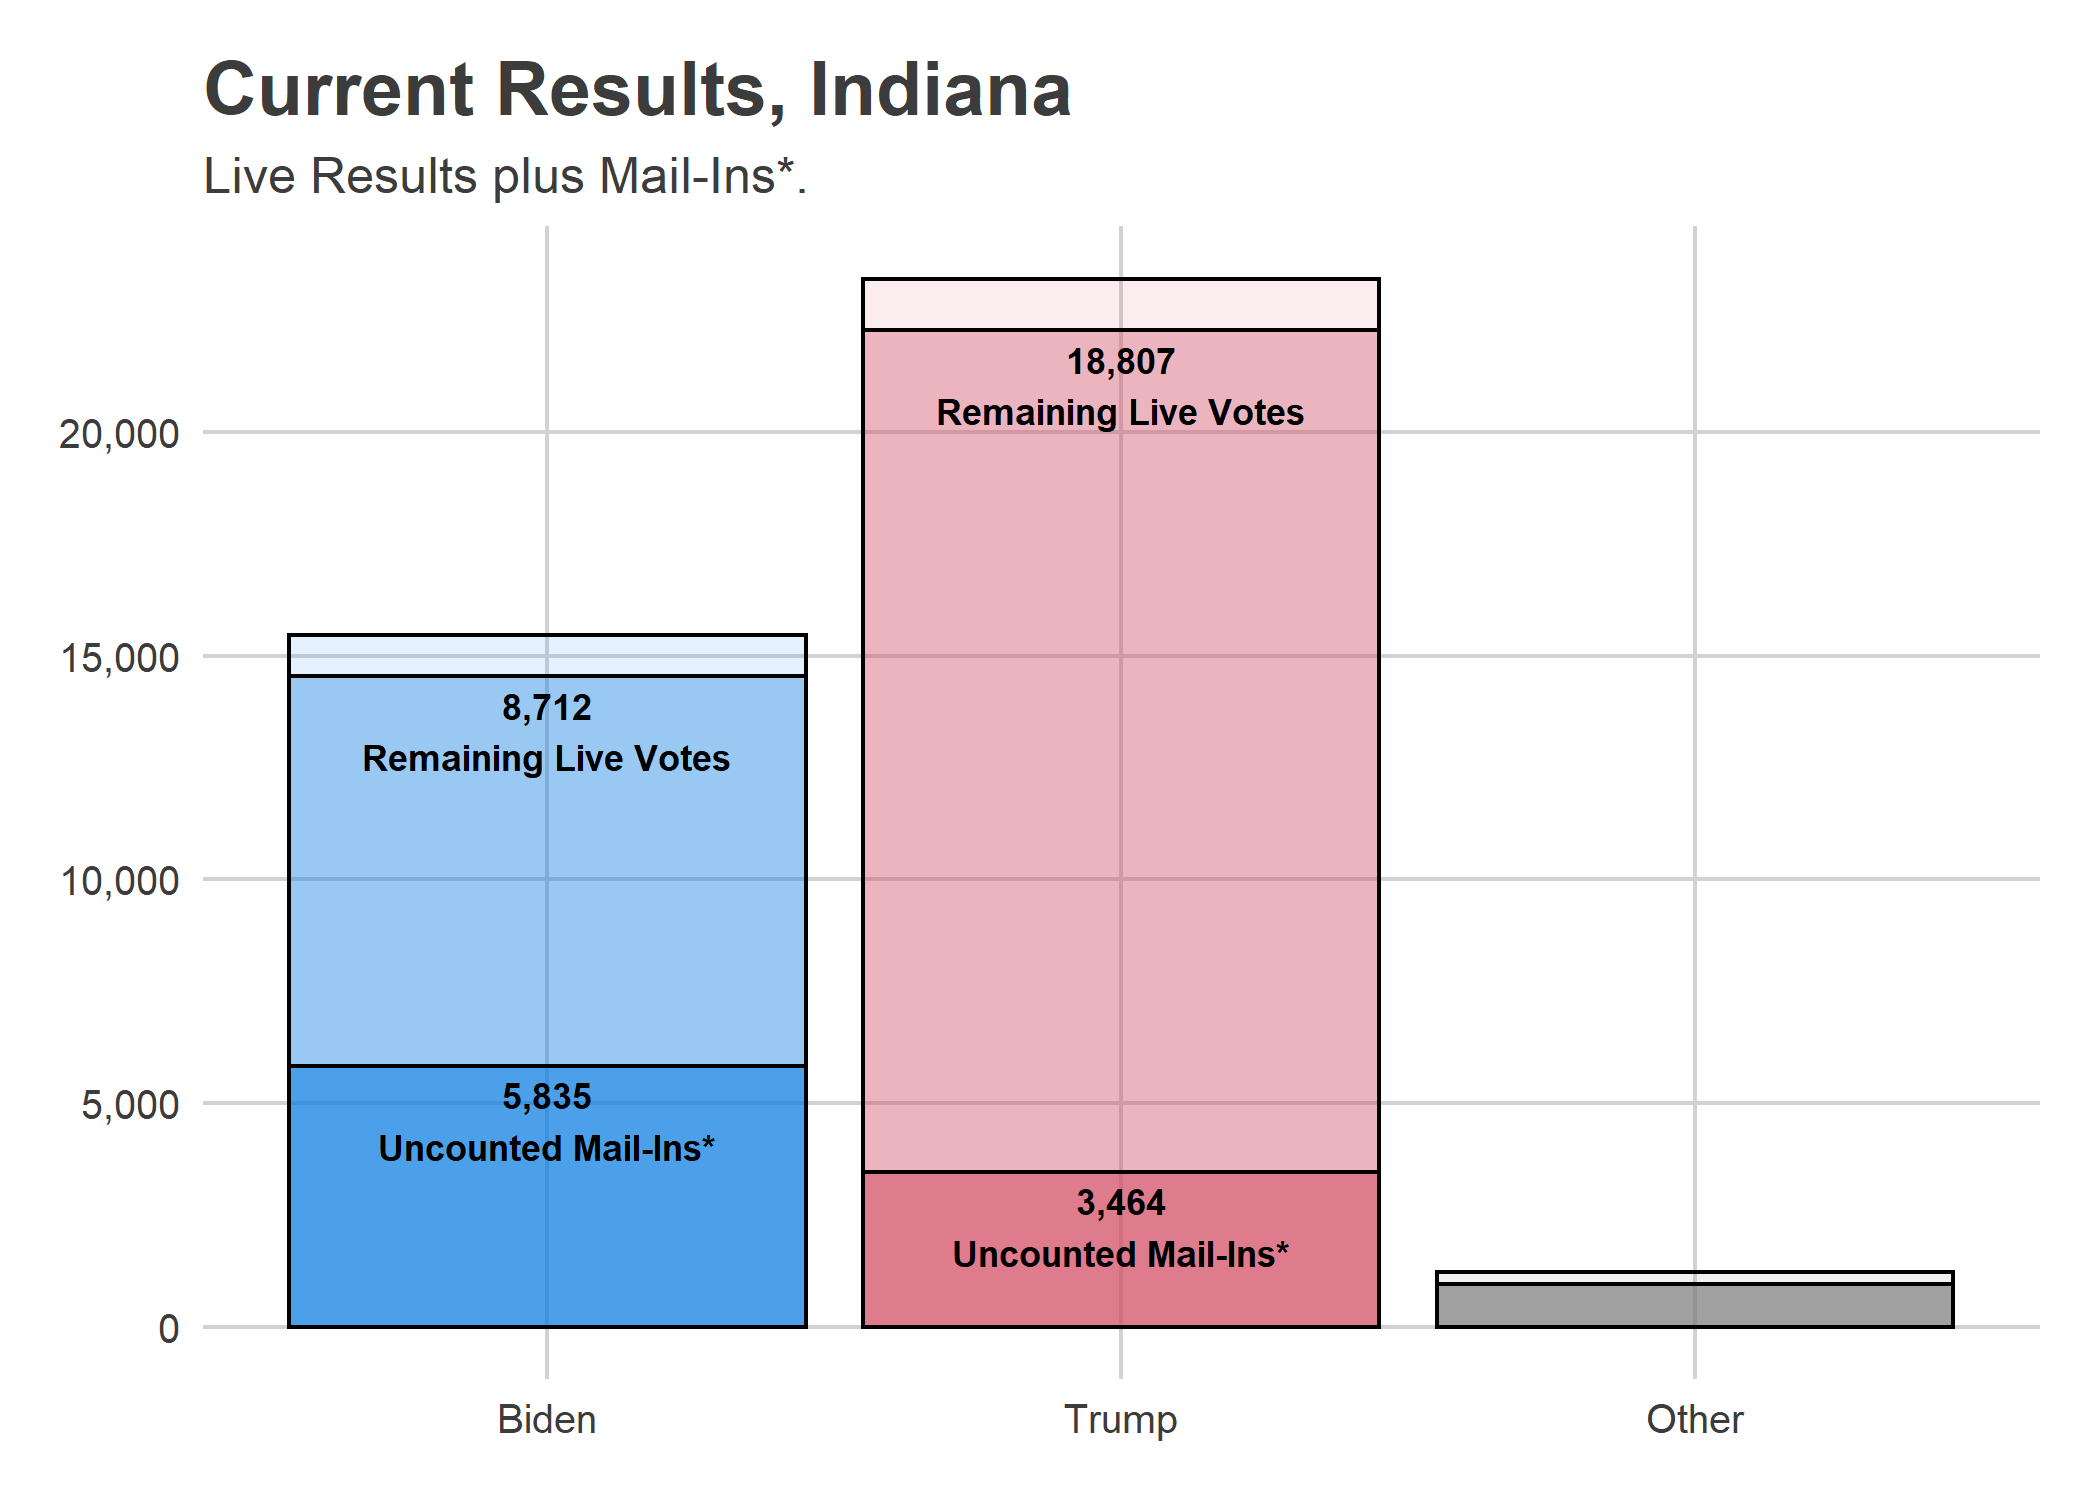 Current Results, Indiana
Live Results plus Mail-Ins*.
20,000
15,000
10,000
5,000
0
8,712
Remaining Live Votes
5,835
Uncounted Mail-Ins*
18,807
Remaining Live Votes
3,464
Uncounted Mail-Ins*
Biden
Trump
Other